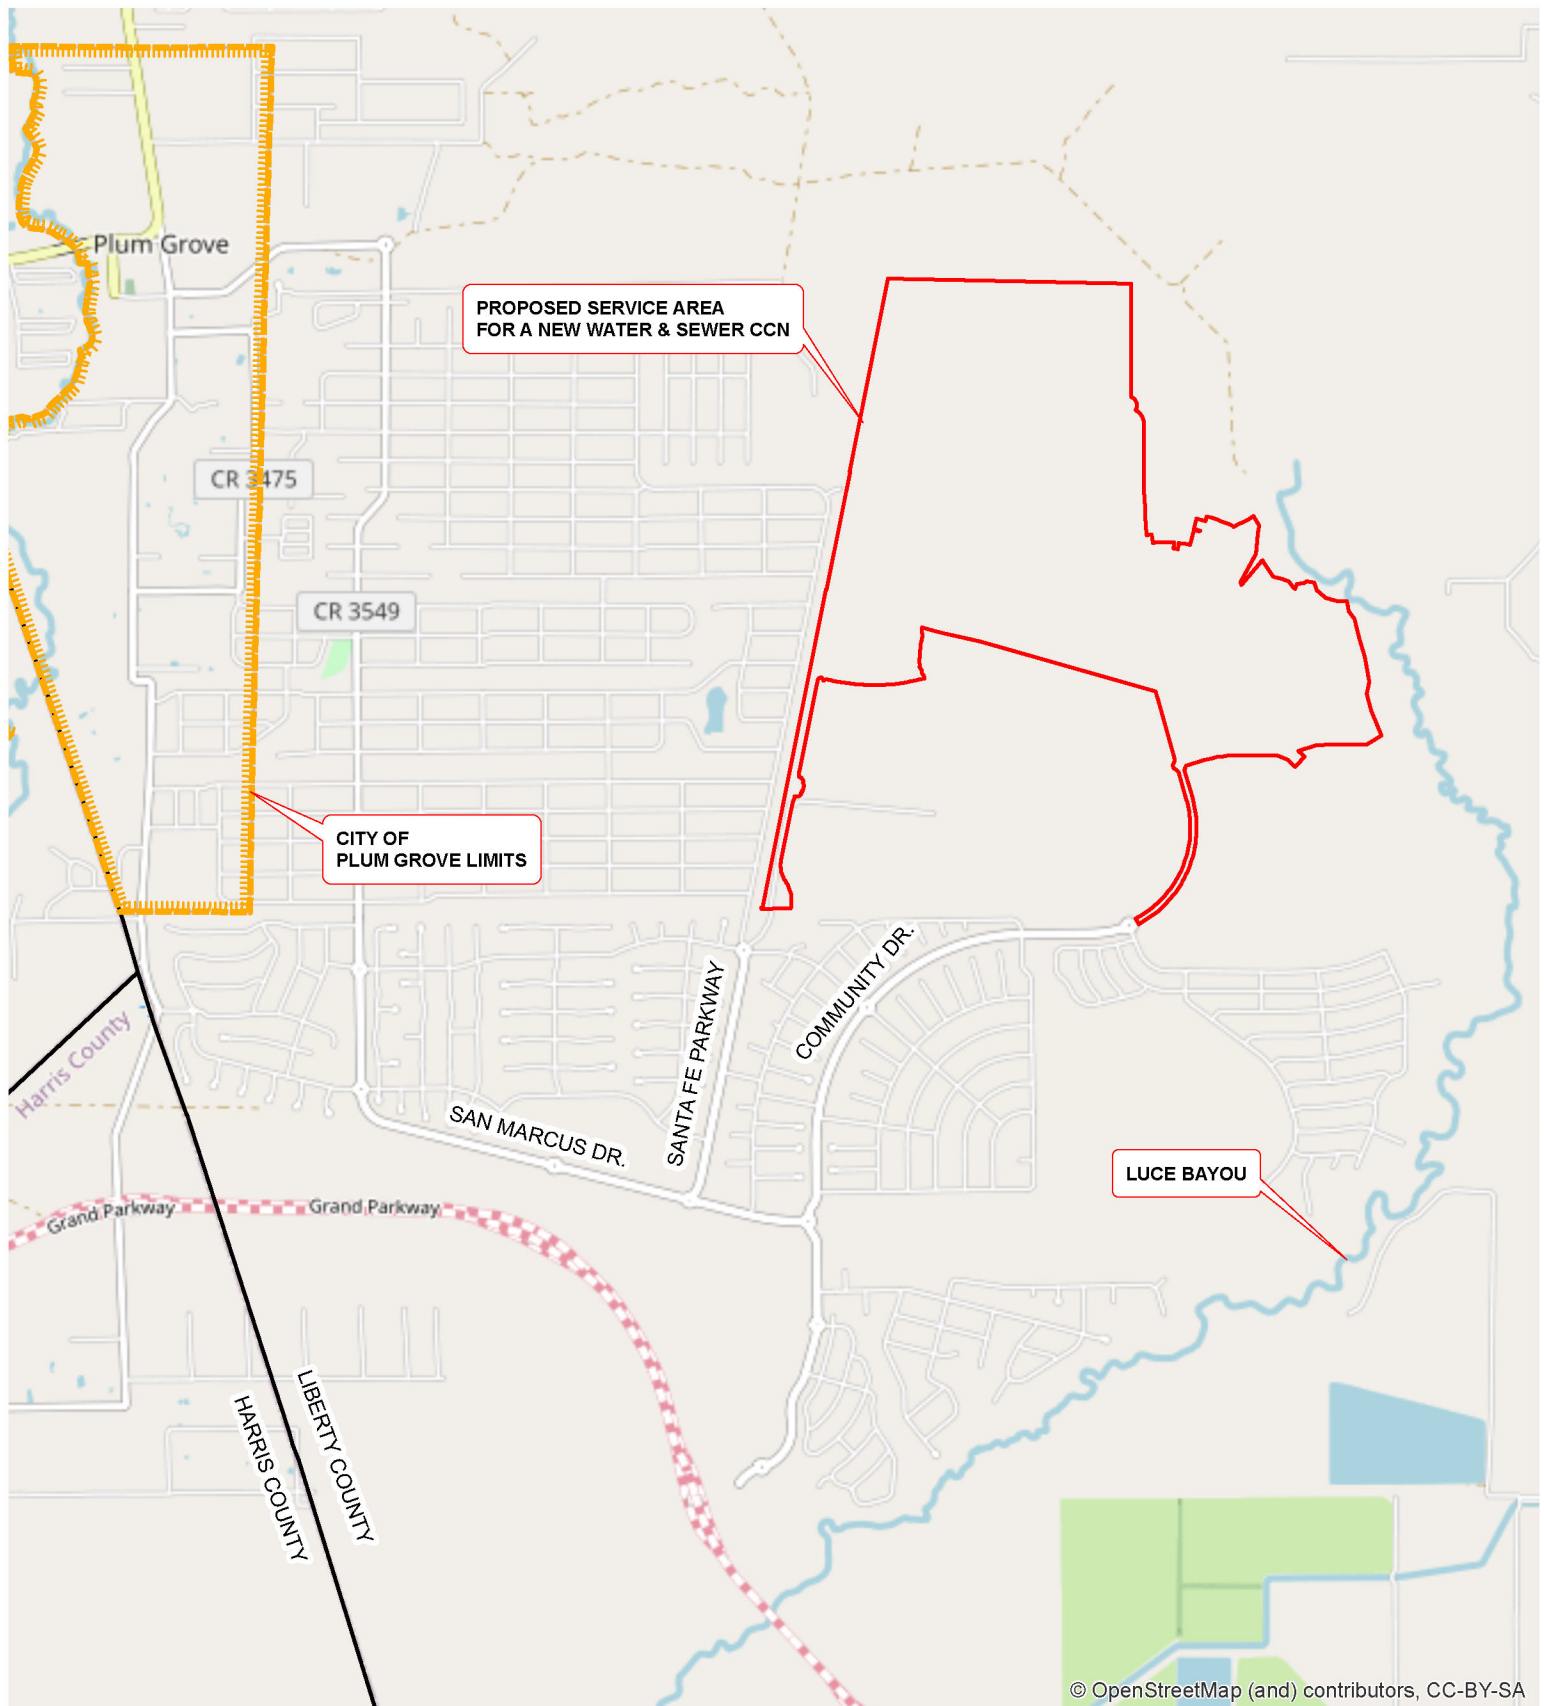 Plum Grove
PROPOSED SERVICE AREA
FOR A NEW WATER & SEWER CCN
CR 3475
CR 3549
CITY OF
PLUM GROVE LIMITS
COMMUNITY DR.
SANTA FE PARKWAY
Harris County
SAN MARCUS DR.
LUCE BAYOU
Grand Parkway
Grand Parkway
LIBERTY COUNTY
HARRIS COUNTY
© OpenStreetMap (and) contributors, CC-BY-SA